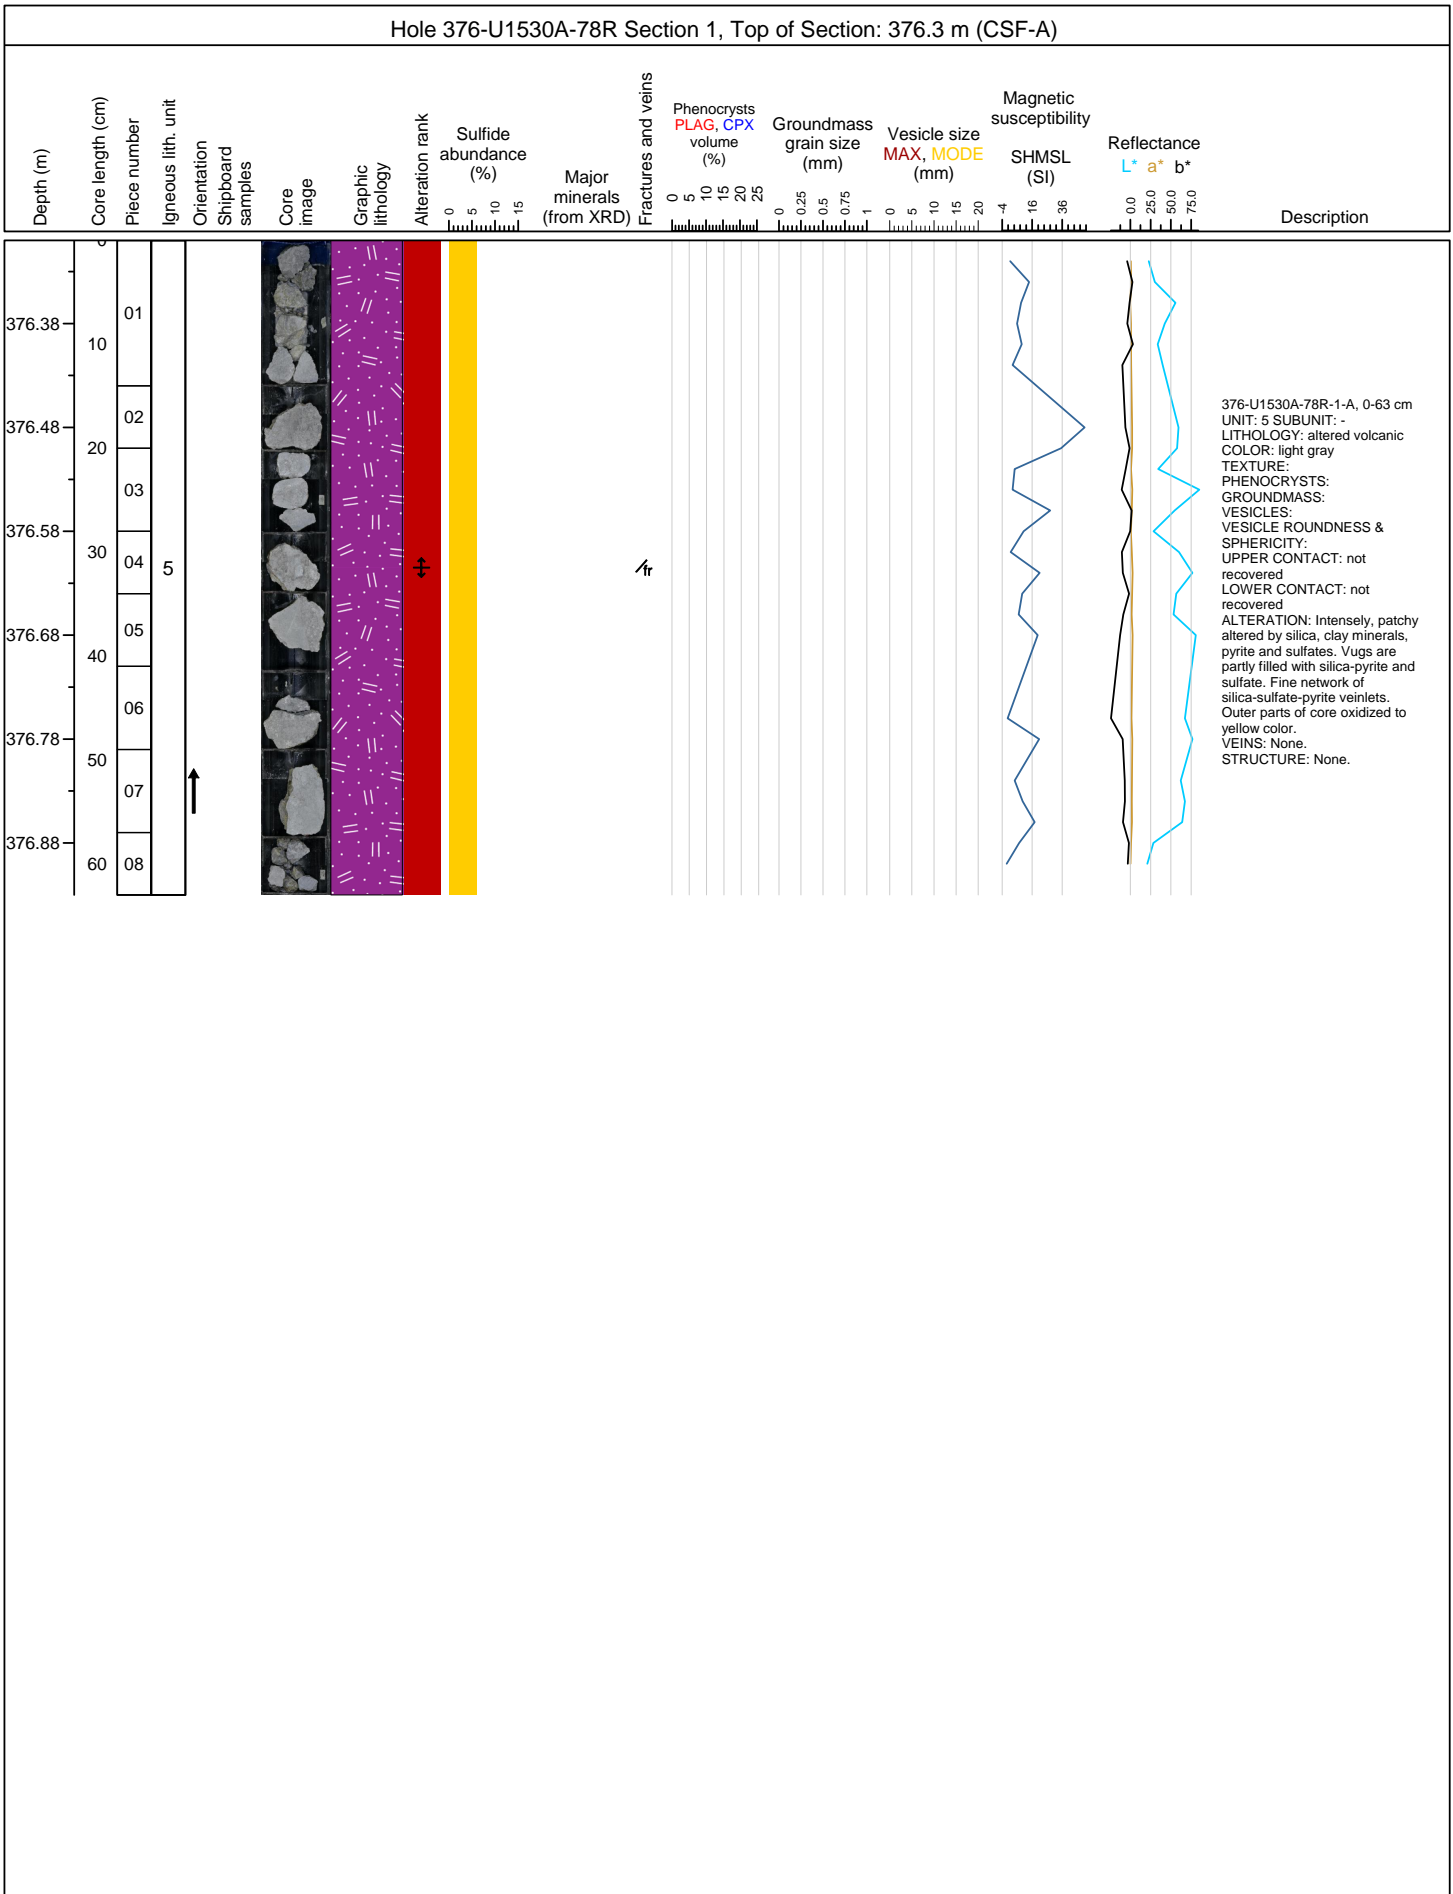 Hole 376-U1530A-78R Section 1, Top of Section: 376.3 m (CSF-A)
Depth (m)
Core length (cm)
Piece number
Igneous lith. unit
Orientation
Shipboard
samples
Core
image
Graphic
lithology
Alteration rank
Sulfide
abundance
(%)
0 5 10 15
Major
minerals
(from XRD)
Fractures and veins
Phenocrysts
PLAG, CPX
volume
(%)
0 5 10 15 20 25
Groundmass
grain size
(mm)
0 0.25 0.5 0.75 1
Vesicle size
MAX, MODE
(mm)
0 5 10 15 20
Magnetic
susceptibility
SHMSL
(SI)
-4 16 36
Reflectance
L* a* b*
0.0 25.0 50.0 75.0
Description
0
376.38
10
376.48
20
376.58
30
376.68
40
376.78
50
376.88
60
01
02
03
04
05
06
07
08
5
fr
376-U1530A-78R-1-A, 0-63 cm
UNIT: 5 SUBUNIT: -
LITHOLOGY: altered volcanic
COLOR: light gray
TEXTURE:
PHENOCRYSTS:
GROUNDMASS:
VESICLES:
VESICLE ROUNDNESS &
SPHERICITY:
UPPER CONTACT: not
recovered
LOWER CONTACT: not
recovered
ALTERATION: Intensely, patchy
altered by silica, clay minerals,
pyrite and sulfates. Vugs are
partly filled with silica-pyrite and
sulfate. Fine network of
silica-sulfate-pyrite veinlets.
Outer parts of core oxidized to
yellow color.
VEINS: None.
STRUCTURE: None.